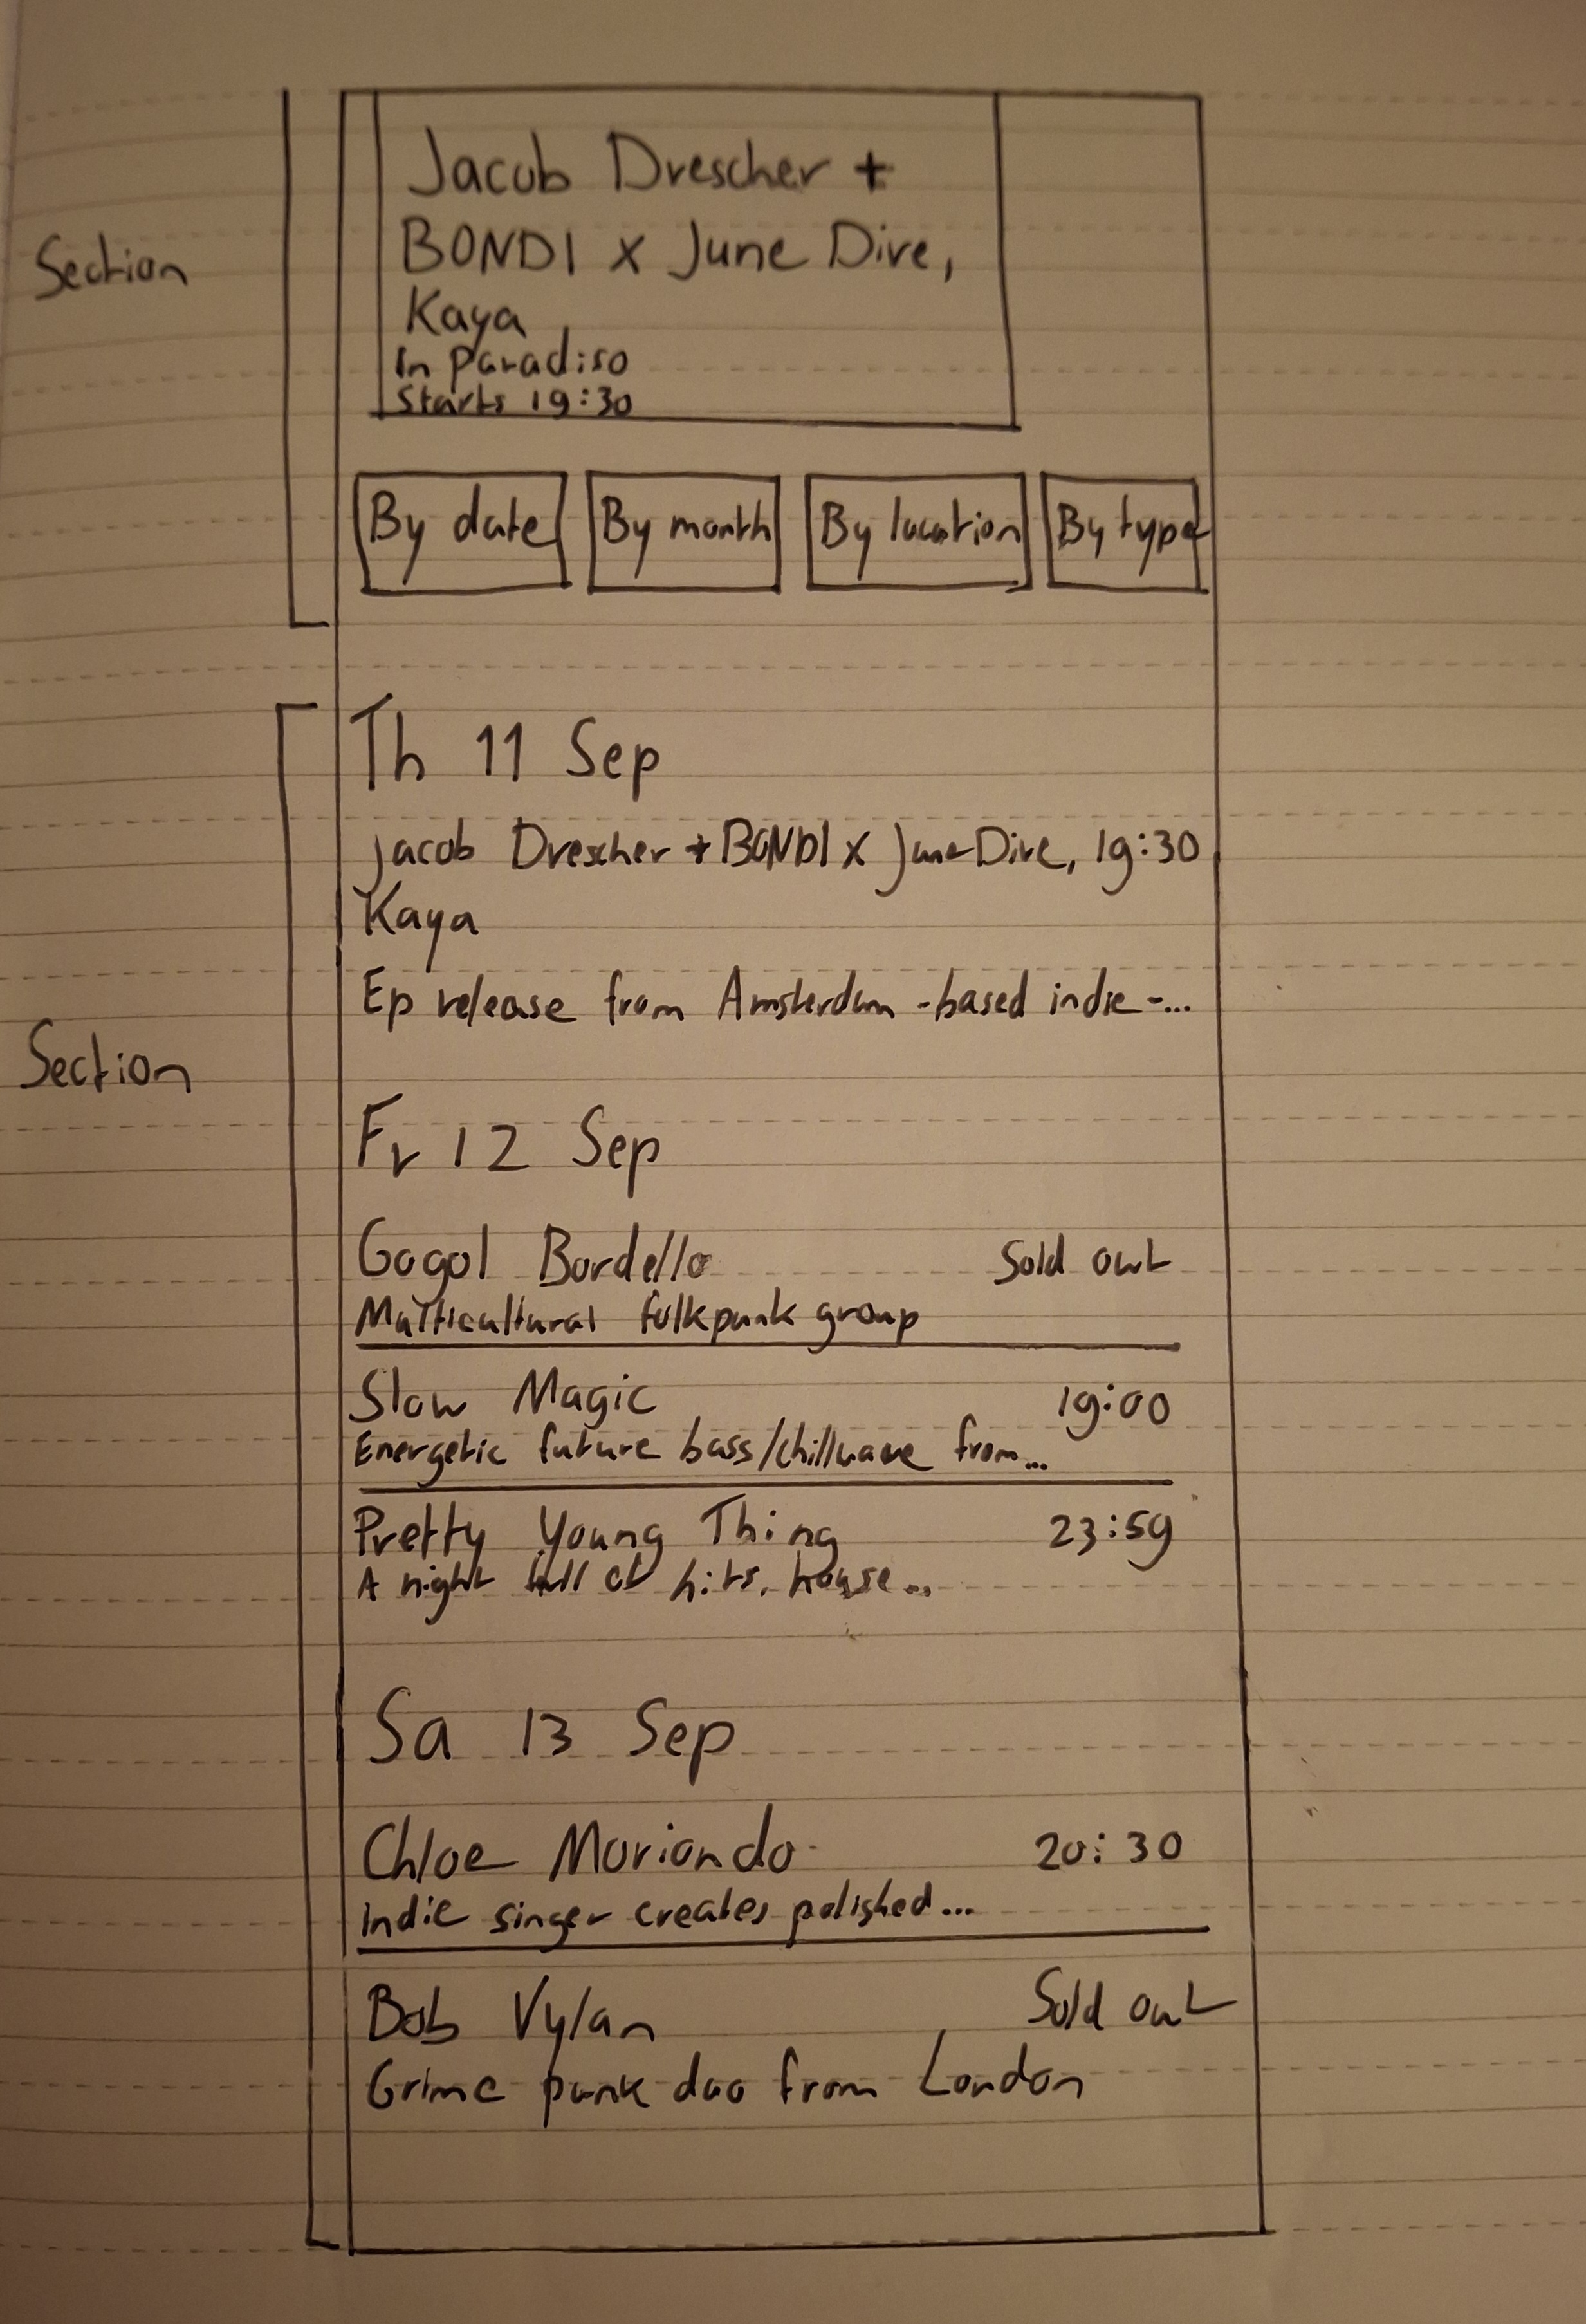 Section
Jacob Drescher +
BONDI x June Dive,
Kaya
In Paradiso
Starts 19:30
By date
By month
By location
By type
Section
Th 11 Sep
Jacob Drescher + BONDI x June Dive, 19:30
Kaya
Ep release from Amsterdam-based indie-...
Fr 12 Sep
Gogol Bordello Sold out
Multicultural folkpunk group
Slow Magic 19:00
Energetic future bass/chillwave from...
Pretty Young Thing 23:59
A night full of hits, house...
Sa 13 Sep
Chloe Moriondo 20:30
Indie singer creates polished...
Bob Vylan Sold out
Grime punk duo from London